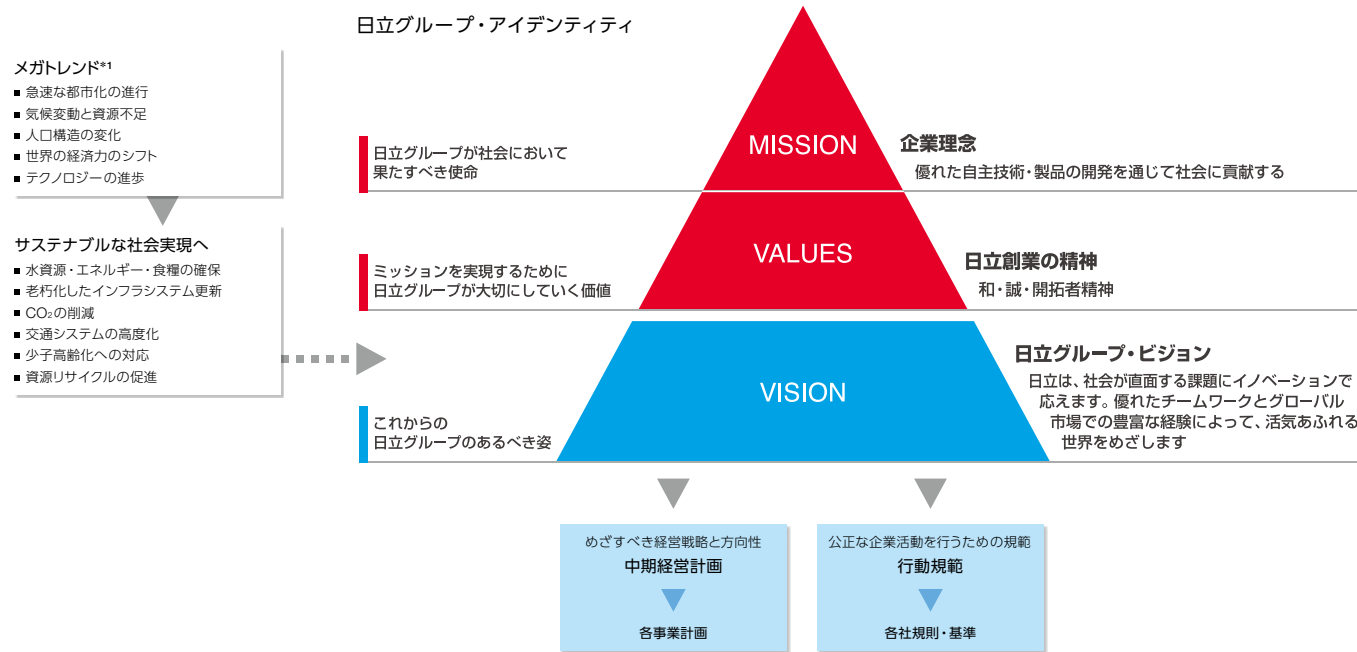 日立グループ・アイデンティティ
メガトレンド*1
■ 急速な都市化の進行
■ 気候変動と資源不足
■ 人口構造の変化
■ 世界の経済力のシフト
■ テクノロジーの進歩
サステナブルな社会実現へ
■ 水資源・エネルギー・食糧の確保
■ 老朽化したインフラシステム更新
■ CO₂の削減
■ 交通システムの高度化
■ 少子高齢化への対応
■ 資源リサイクルの促進
日立グループが社会において
果たすべき使命
MISSION
企業理念
優れた自主技術・製品の開発を通じて社会に貢献する
ミッションを実現するために
日立グループが大切にしていく価値
VALUES
日立創業の精神
和・誠・開拓者精神
これからの
日立グループのあるべき姿
VISION
日立グループ・ビジョン
日立は、社会が直面する課題にイノベーションで
応えます。優れたチームワークとグローバル
市場での豊富な経験によって、活気あふれる
世界をめざします
めざすべき経営戦略と方向性
中期経営計画
各事業計画
公正な企業活動を行うための規範
行動規範
各社規則・基準